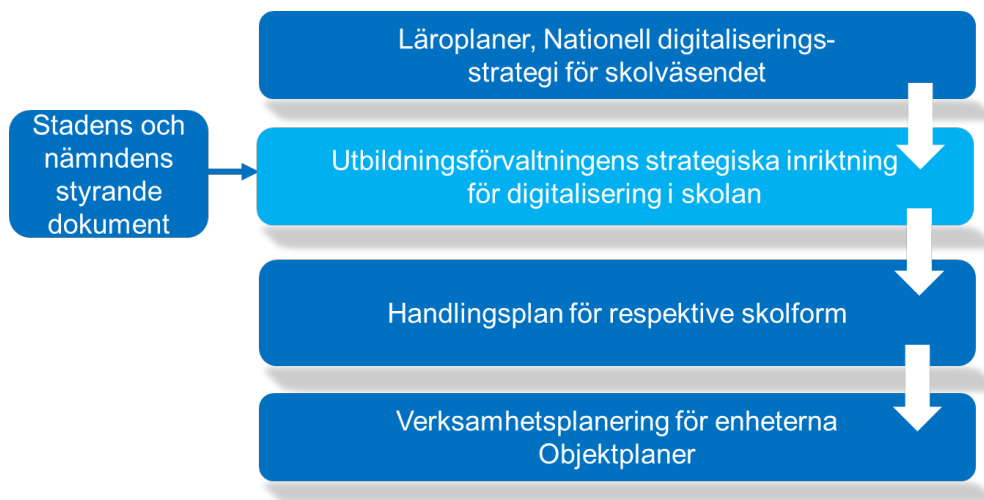 Läroplaner, Nationell digitaliserings-
strategi för skolväsendet
Stadens och
nämndens
styrande
dokument
Utbildningsförvaltningens strategiska inriktning
för digitalisering i skolan
Handlingsplan för respektive skolform
Verksamhetsplanering för enheterna
Objektplaner